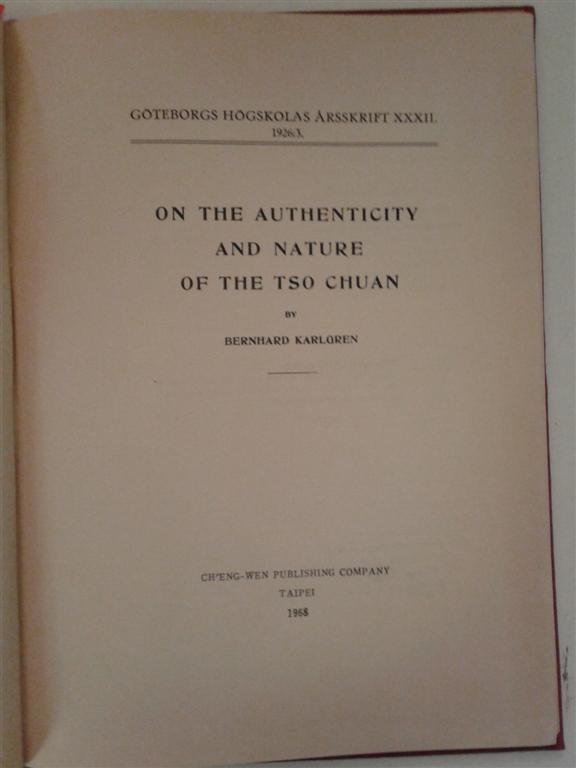 GÖTEBORGS HÖGSKOLAS ÅRSSKRIFT XXXII.
1926:3.
ON THE AUTHENTICITY
AND NATURE
OF THE TSO CHUAN
BY
BERNHARD KARLGREN
CH'ENG-WEN PUBLISHING COMPANY
TAIPEI
1968